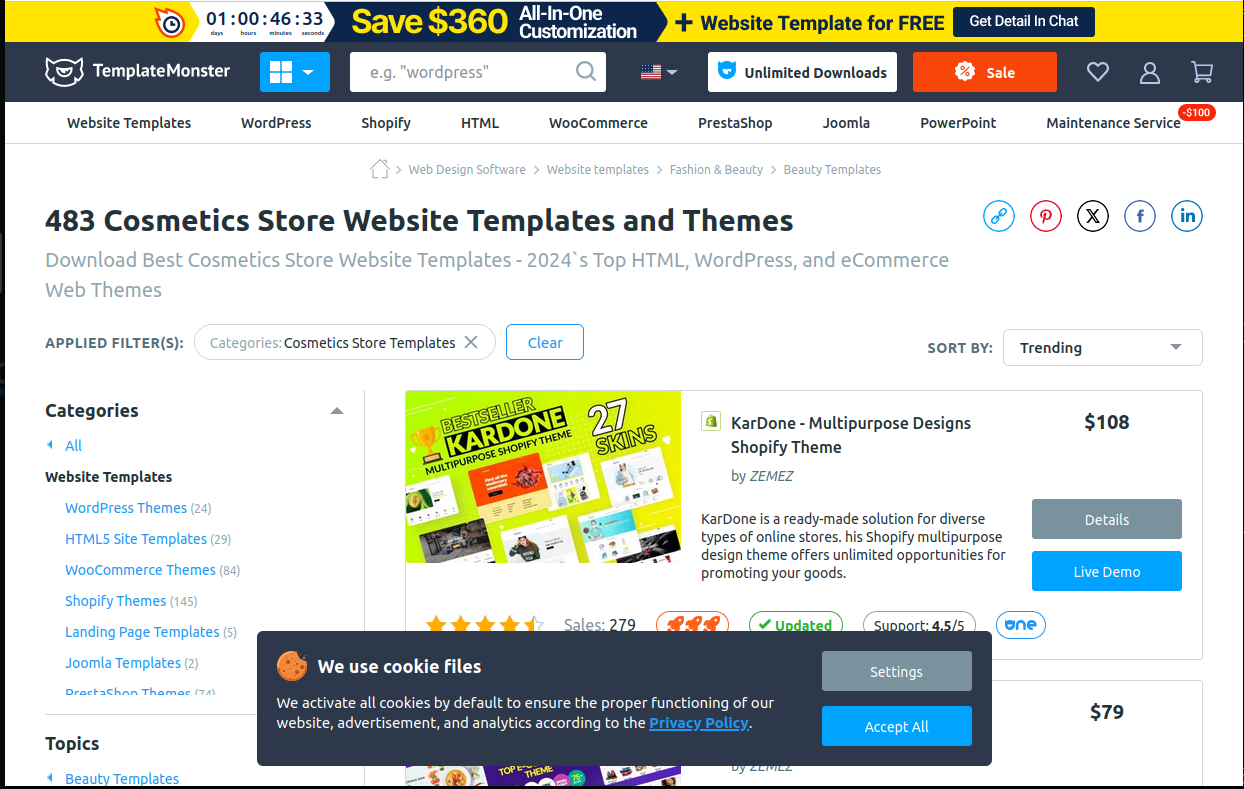 01:00:46:33
days hours minutes seconds
Save $360
All-In-One
Customization
+ Website Template for FREE
Get Detail In Chat
TemplateMonster
e.g. "wordpress"
Unlimited Downloads
Sale
Website Templates
WordPress
Shopify
HTML
WooCommerce
PrestaShop
Joomla
PowerPoint
Maintenance Service
-$100
Web Design Software > Website templates > Fashion & Beauty > Beauty Templates
483 Cosmetics Store Website Templates and Themes
Download Best Cosmetics Store Website Templates - 2024`s Top HTML, WordPress, and eCommerce
Web Themes
APPLIED FILTER(S):
Categories: Cosmetics Store Templates
Clear
SORT BY:
Trending
Categories
All
Website Templates
WordPress Themes (24)
HTML5 Site Templates (29)
WooCommerce Themes (84)
Shopify Themes (145)
Landing Page Templates (5)
Joomla Templates (2)
PrestaShop Themes (74)
Topics
Beauty Templates
BESTSELLER
KARDONE
MULTIPURPOSE SHOPIFY THEME
27
SKINS
KarDone - Multipurpose Designs
Shopify Theme
by ZEMEZ
$108
KarDone is a ready-made solution for diverse
types of online stores. his Shopify multipurpose
design theme offers unlimited opportunities for
promoting your goods.
Details
Live Demo
Sales: 279
Updated
Support: 4.5/5
one
We use cookie files
We activate all cookies by default to ensure the proper functioning of our
website, advertisement, and analytics according to the Privacy Policy.
Settings
Accept All
$79
THEME
75+
by ZEMEZ